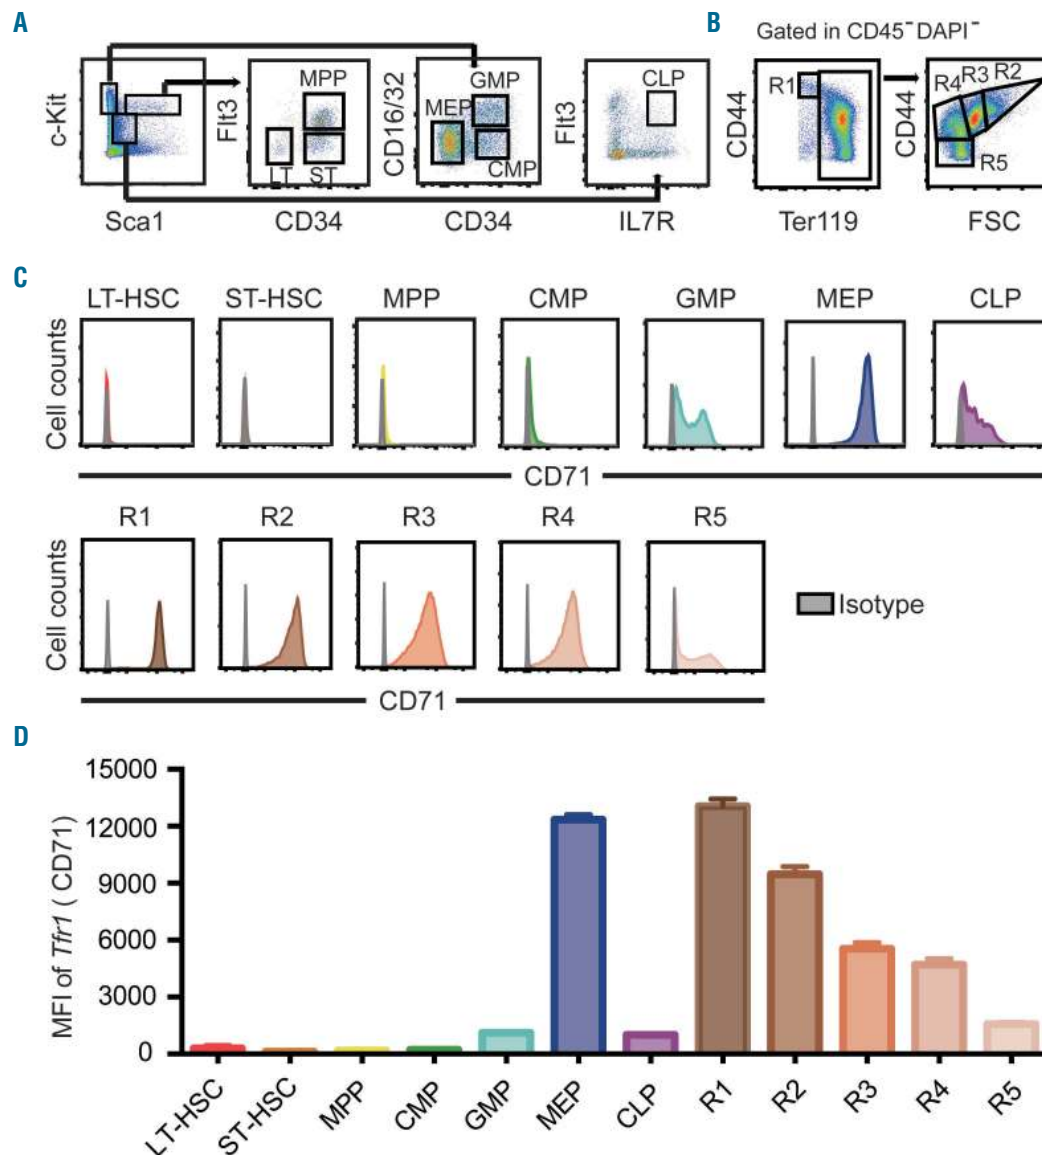 A
B
Gated in CD45⁻DAPI⁻
c-Kit
Sca1
Flt3
MPP
LT
ST
CD34
CD16/32
GMP
MEP
CMP
CD34
Flt3
CLP
IL7R
CD44
R1
Ter119
CD44
R4
R3
R2
R5
FSC
C
LT-HSC ST-HSC MPP CMP GMP MEP CLP
Cell counts
CD71
R1 R2 R3 R4 R5
Cell counts
Isotype
CD71
D
MFI of Tfr1 ( CD71)
15000
12000
9000
6000
3000
0
LT-HSC ST-HSC MPP CMP GMP MEP CLP R1 R2 R3 R4 R5